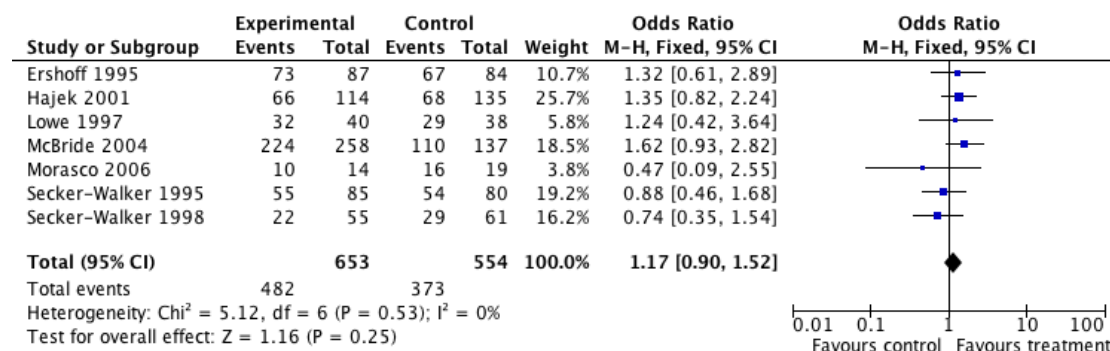 Experimental Control Odds Ratio Odds Ratio
Study or Subgroup Events Total Events Total Weight M-H, Fixed, 95% CI M-H, Fixed, 95% CI
Ershoff 1995 73 87 67 84 10.7% 1.32 [0.61, 2.89]
Hajek 2001 66 114 68 135 25.7% 1.35 [0.82, 2.24]
Lowe 1997 32 40 29 38 5.8% 1.24 [0.42, 3.64]
McBride 2004 224 258 110 137 18.5% 1.62 [0.93, 2.82]
Morasco 2006 10 14 16 19 3.8% 0.47 [0.09, 2.55]
Secker-Walker 1995 55 85 54 80 19.2% 0.88 [0.46, 1.68]
Secker-Walker 1998 22 55 29 61 16.2% 0.74 [0.35, 1.54]
Total (95% CI) 653 554 100.0% 1.17 [0.90, 1.52]
Total events 482 373
Heterogeneity: Chi² = 5.12, df = 6 (P = 0.53); I² = 0%
Test for overall effect: Z = 1.16 (P = 0.25)
0.01 0.1 1 10 100
Favours control Favours treatment